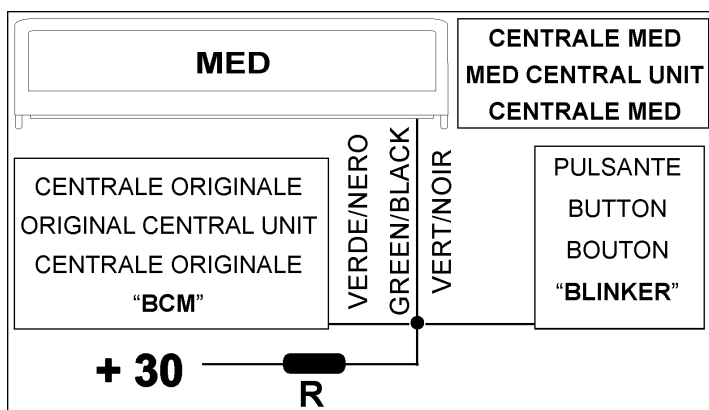 MED
CENTRALE MED
MED CENTRAL UNIT
CENTRALE MED
CENTRALE ORIGINALE
ORIGINAL CENTRAL UNIT
CENTRALE ORIGINALE
“BCM”
VERDE/NERO
GREEN/BLACK
VERT/NOIR
PULSANTE
BUTTON
BOUTON
“BLINKER”
+ 30
R